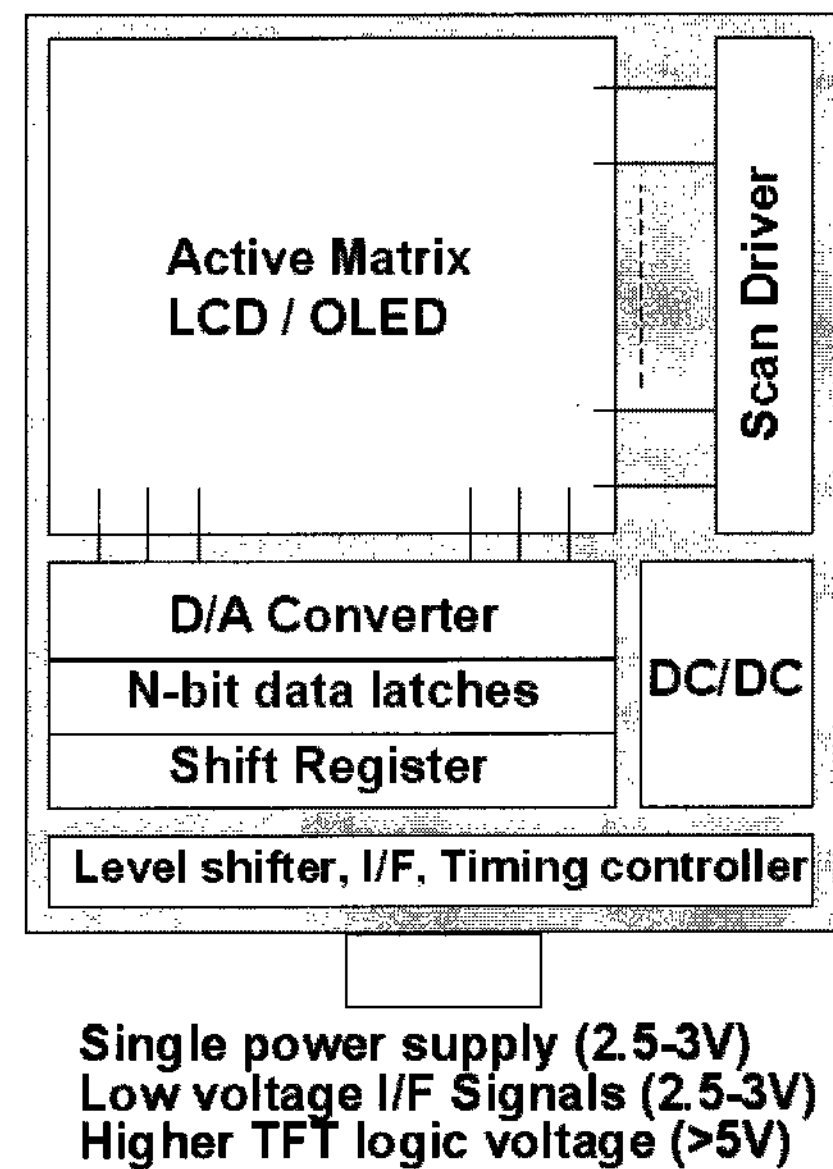 Active Matrix
LCD / OLED
Scan Driver
D/A Converter
N-bit data latches
Shift Register
DC/DC
Level shifter, I/F, Timing controller
Single power supply (2.5-3V)
Low voltage I/F Signals (2.5-3V)
Higher TFT logic voltage (>5V)